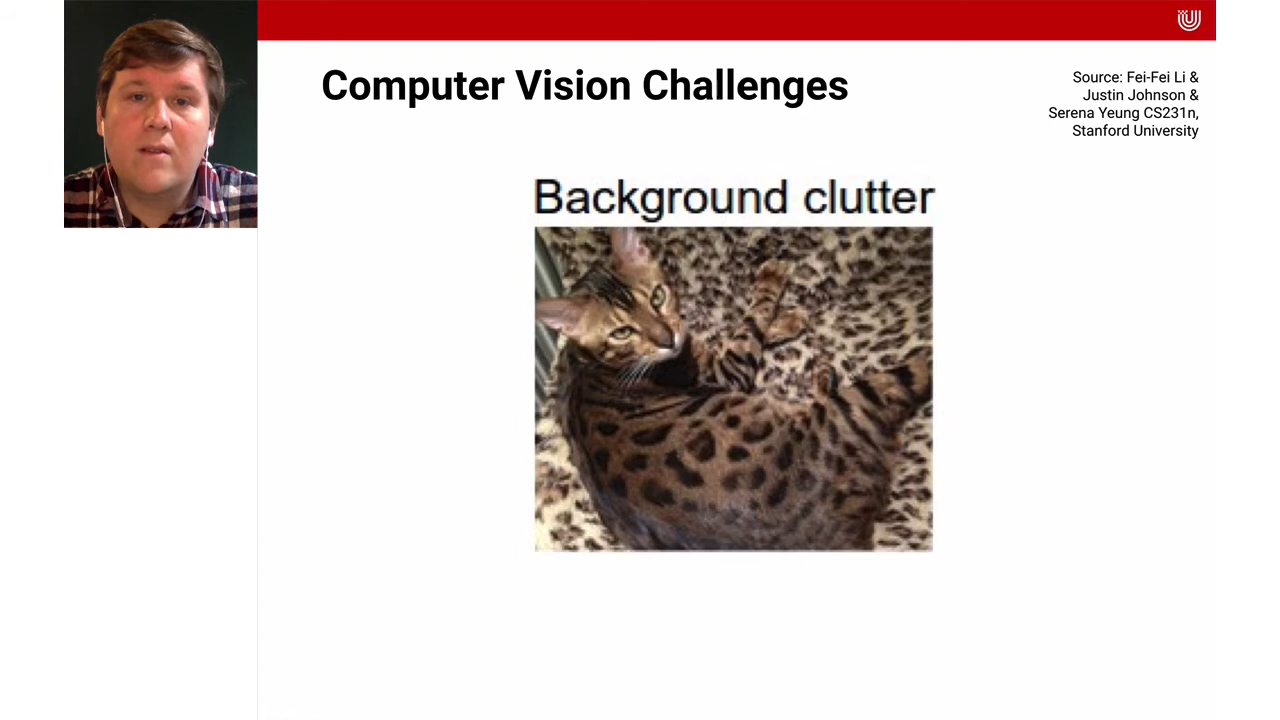 Computer Vision Challenges
Source: Fei-Fei Li &
Justin Johnson &
Serena Yeung CS231n,
Stanford University
Background clutter